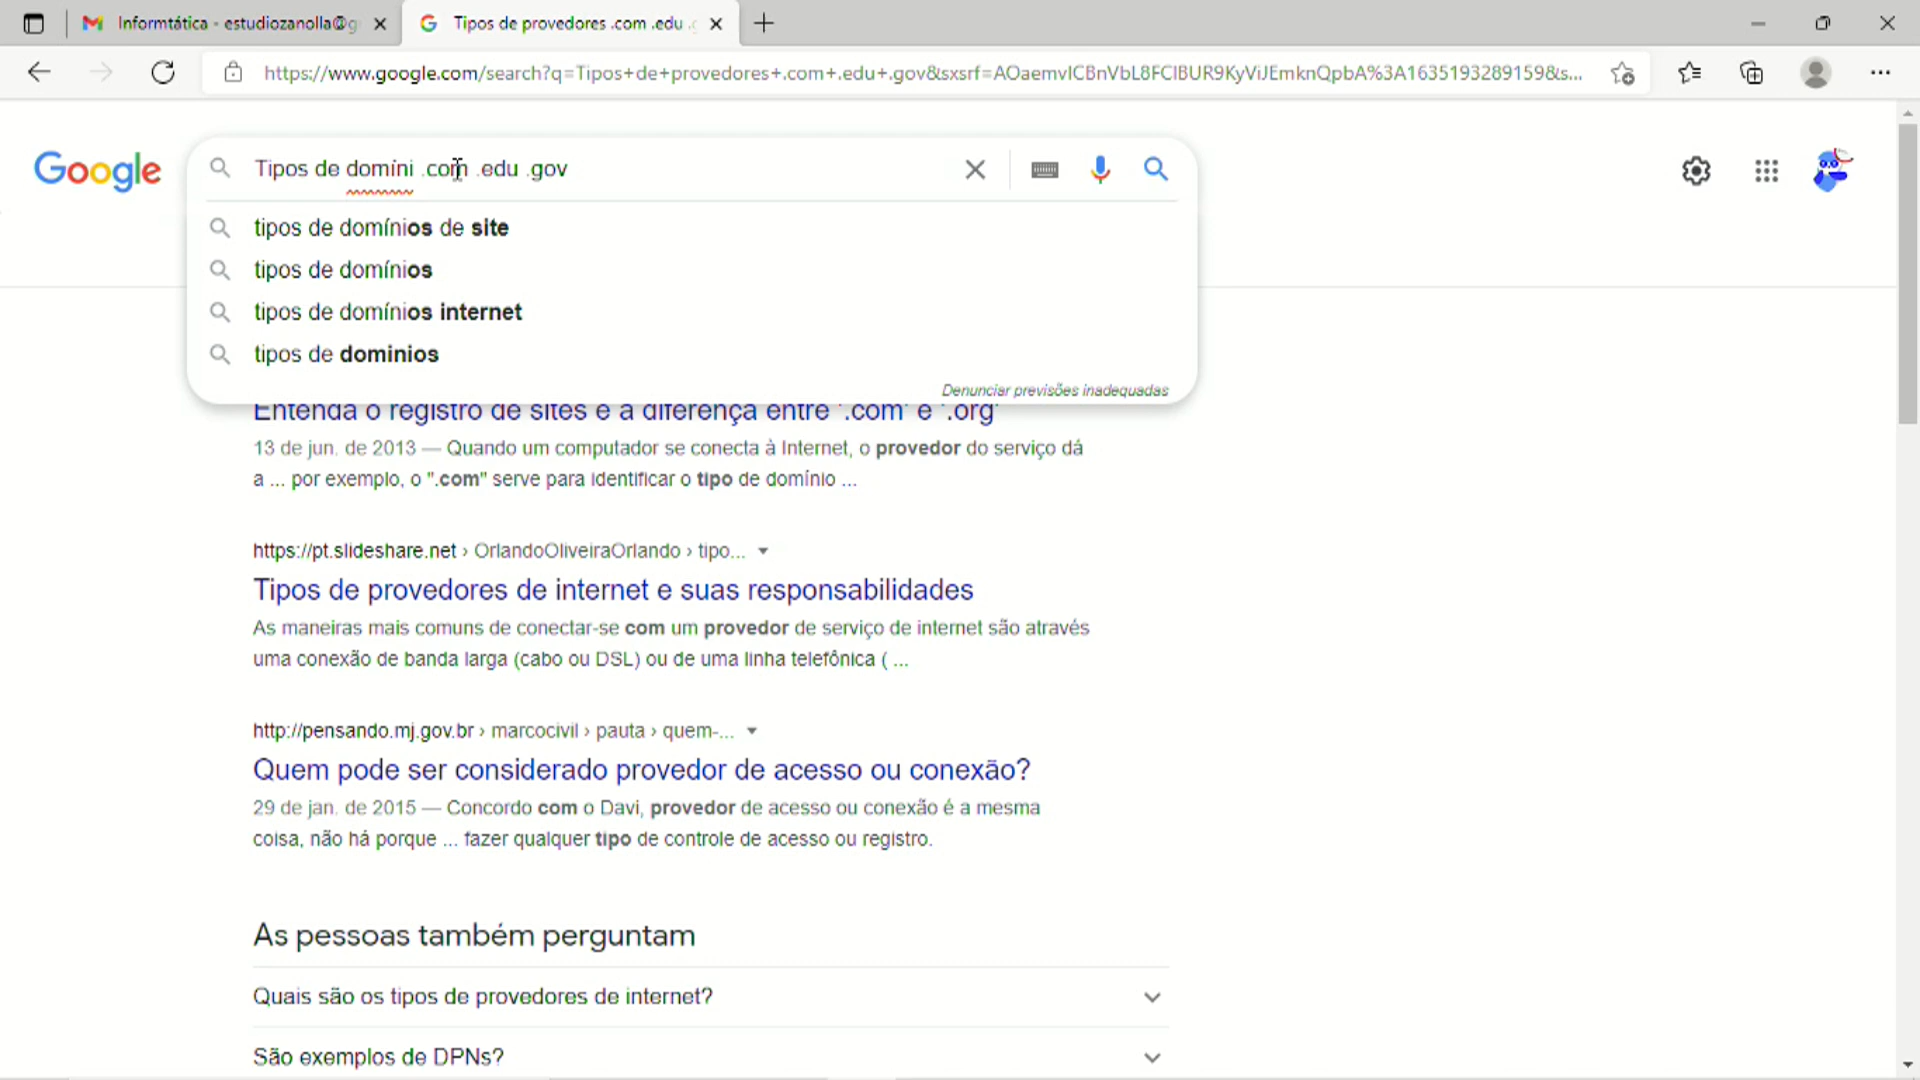 Informtática - estudiozanolla@g
Tipos de provedores .com .edu .g
https://www.google.com/search?q=Tipos+de+provedores+.com+.edu+.gov&sxsrf=AOaemvICBnVbL8FCIBUR9KyViJEmknQpbA%3A1635193289159&s...
Google
Tipos de domíni .com .edu .gov
tipos de domínios de site
tipos de domínios
tipos de domínios internet
tipos de dominios
Denunciar previsões inadequadas
Entenda o registro de sites e a diferença entre '.com' e '.org'
13 de jun. de 2013 — Quando um computador se conecta à Internet, o provedor do serviço dá
a ... por exemplo, o ".com" serve para identificar o tipo de domínio ...
https://pt.slideshare.net › OrlandoOliveiraOrlando › tipo...
Tipos de provedores de internet e suas responsabilidades
As maneiras mais comuns de conectar-se com um provedor de serviço de internet são através
uma conexão de banda larga (cabo ou DSL) ou de uma linha telefônica ( ...
http://pensando.mj.gov.br › marcocivil › pauta › quem-...
Quem pode ser considerado provedor de acesso ou conexão?
29 de jan. de 2015 — Concordo com o Davi, provedor de acesso ou conexão é a mesma
coisa, não há porque ... fazer qualquer tipo de controle de acesso ou registro.
As pessoas também perguntam
Quais são os tipos de provedores de internet?
São exemplos de DPNs?